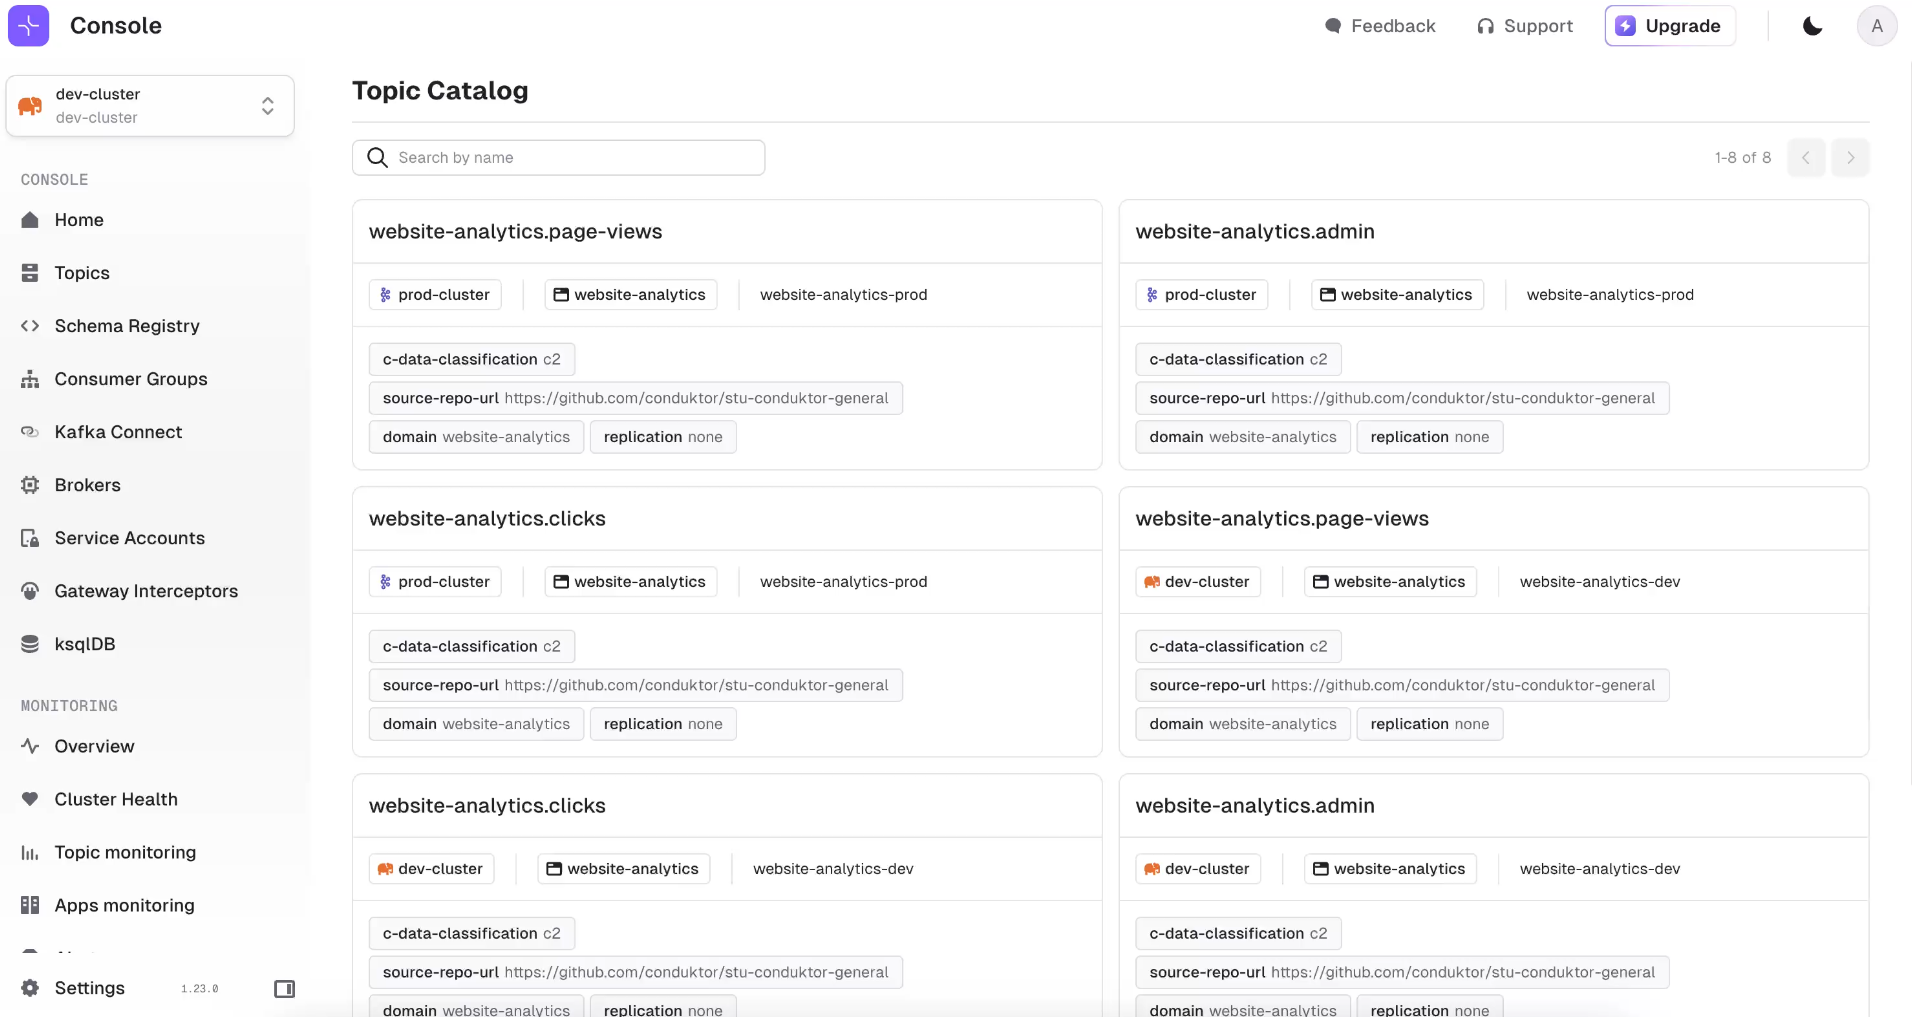 Console
Feedback
Support
Upgrade
A
dev-cluster
dev-cluster
CONSOLE
Home
Topics
Schema Registry
Consumer Groups
Kafka Connect
Brokers
Service Accounts
Gateway Interceptors
ksqlDB
MONITORING
Overview
Cluster Health
Topic monitoring
Apps monitoring
Settings
1.23.0
Topic Catalog
Search by name
1-8 of 8
website-analytics.page-views
prod-cluster
website-analytics
website-analytics-prod
c-data-classification c2
source-repo-url https://github.com/conduktor/stu-conduktor-general
domain website-analytics
replication none
website-analytics.admin
prod-cluster
website-analytics
website-analytics-prod
c-data-classification c2
source-repo-url https://github.com/conduktor/stu-conduktor-general
domain website-analytics
replication none
website-analytics.clicks
prod-cluster
website-analytics
website-analytics-prod
c-data-classification c2
source-repo-url https://github.com/conduktor/stu-conduktor-general
domain website-analytics
replication none
website-analytics.page-views
dev-cluster
website-analytics
website-analytics-dev
c-data-classification c2
source-repo-url https://github.com/conduktor/stu-conduktor-general
domain website-analytics
replication none
website-analytics.clicks
dev-cluster
website-analytics
website-analytics-dev
c-data-classification c2
source-repo-url https://github.com/conduktor/stu-conduktor-general
domain website-analytics
replication none
website-analytics.admin
dev-cluster
website-analytics
website-analytics-dev
c-data-classification c2
source-repo-url https://github.com/conduktor/stu-conduktor-general
domain website-analytics
replication none